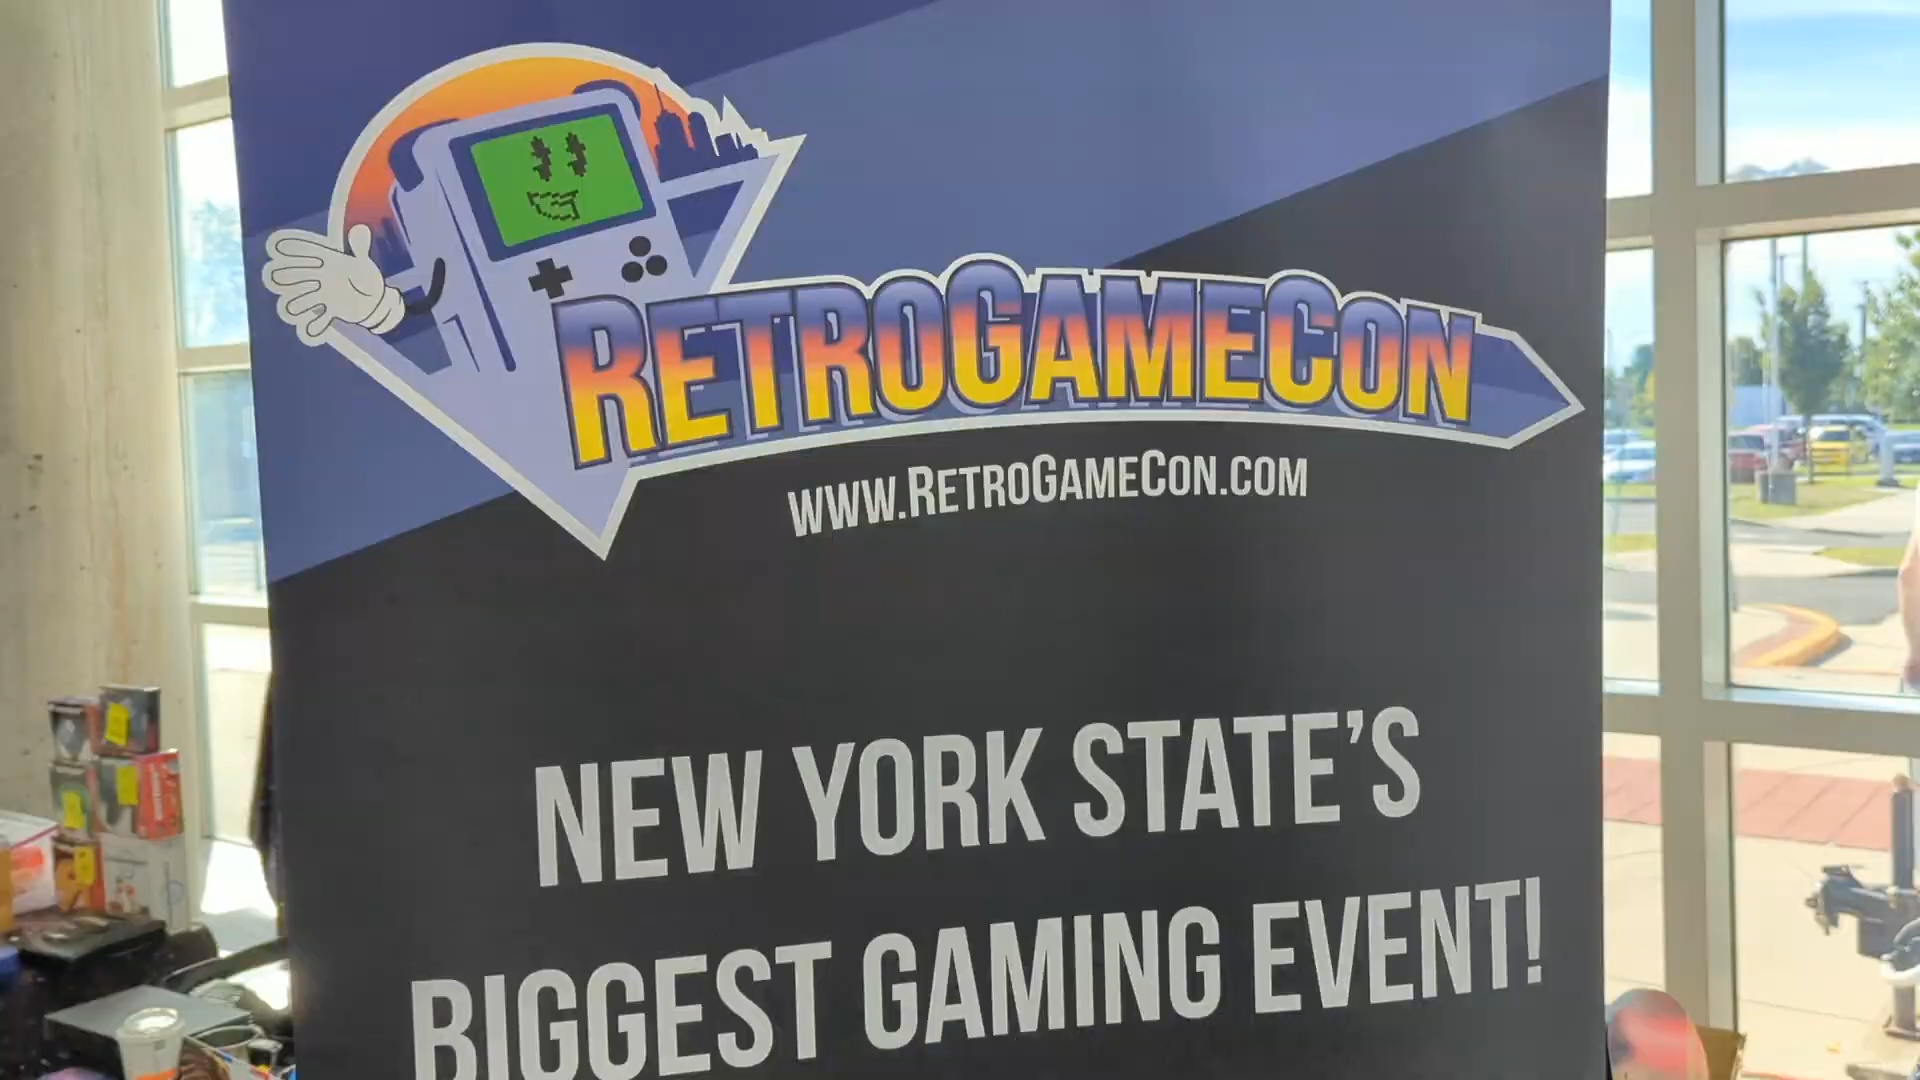 RETROGAMECON
WWW.RETROGAMECON.COM
NEW YORK STATE'S
BIGGEST GAMING EVENT!